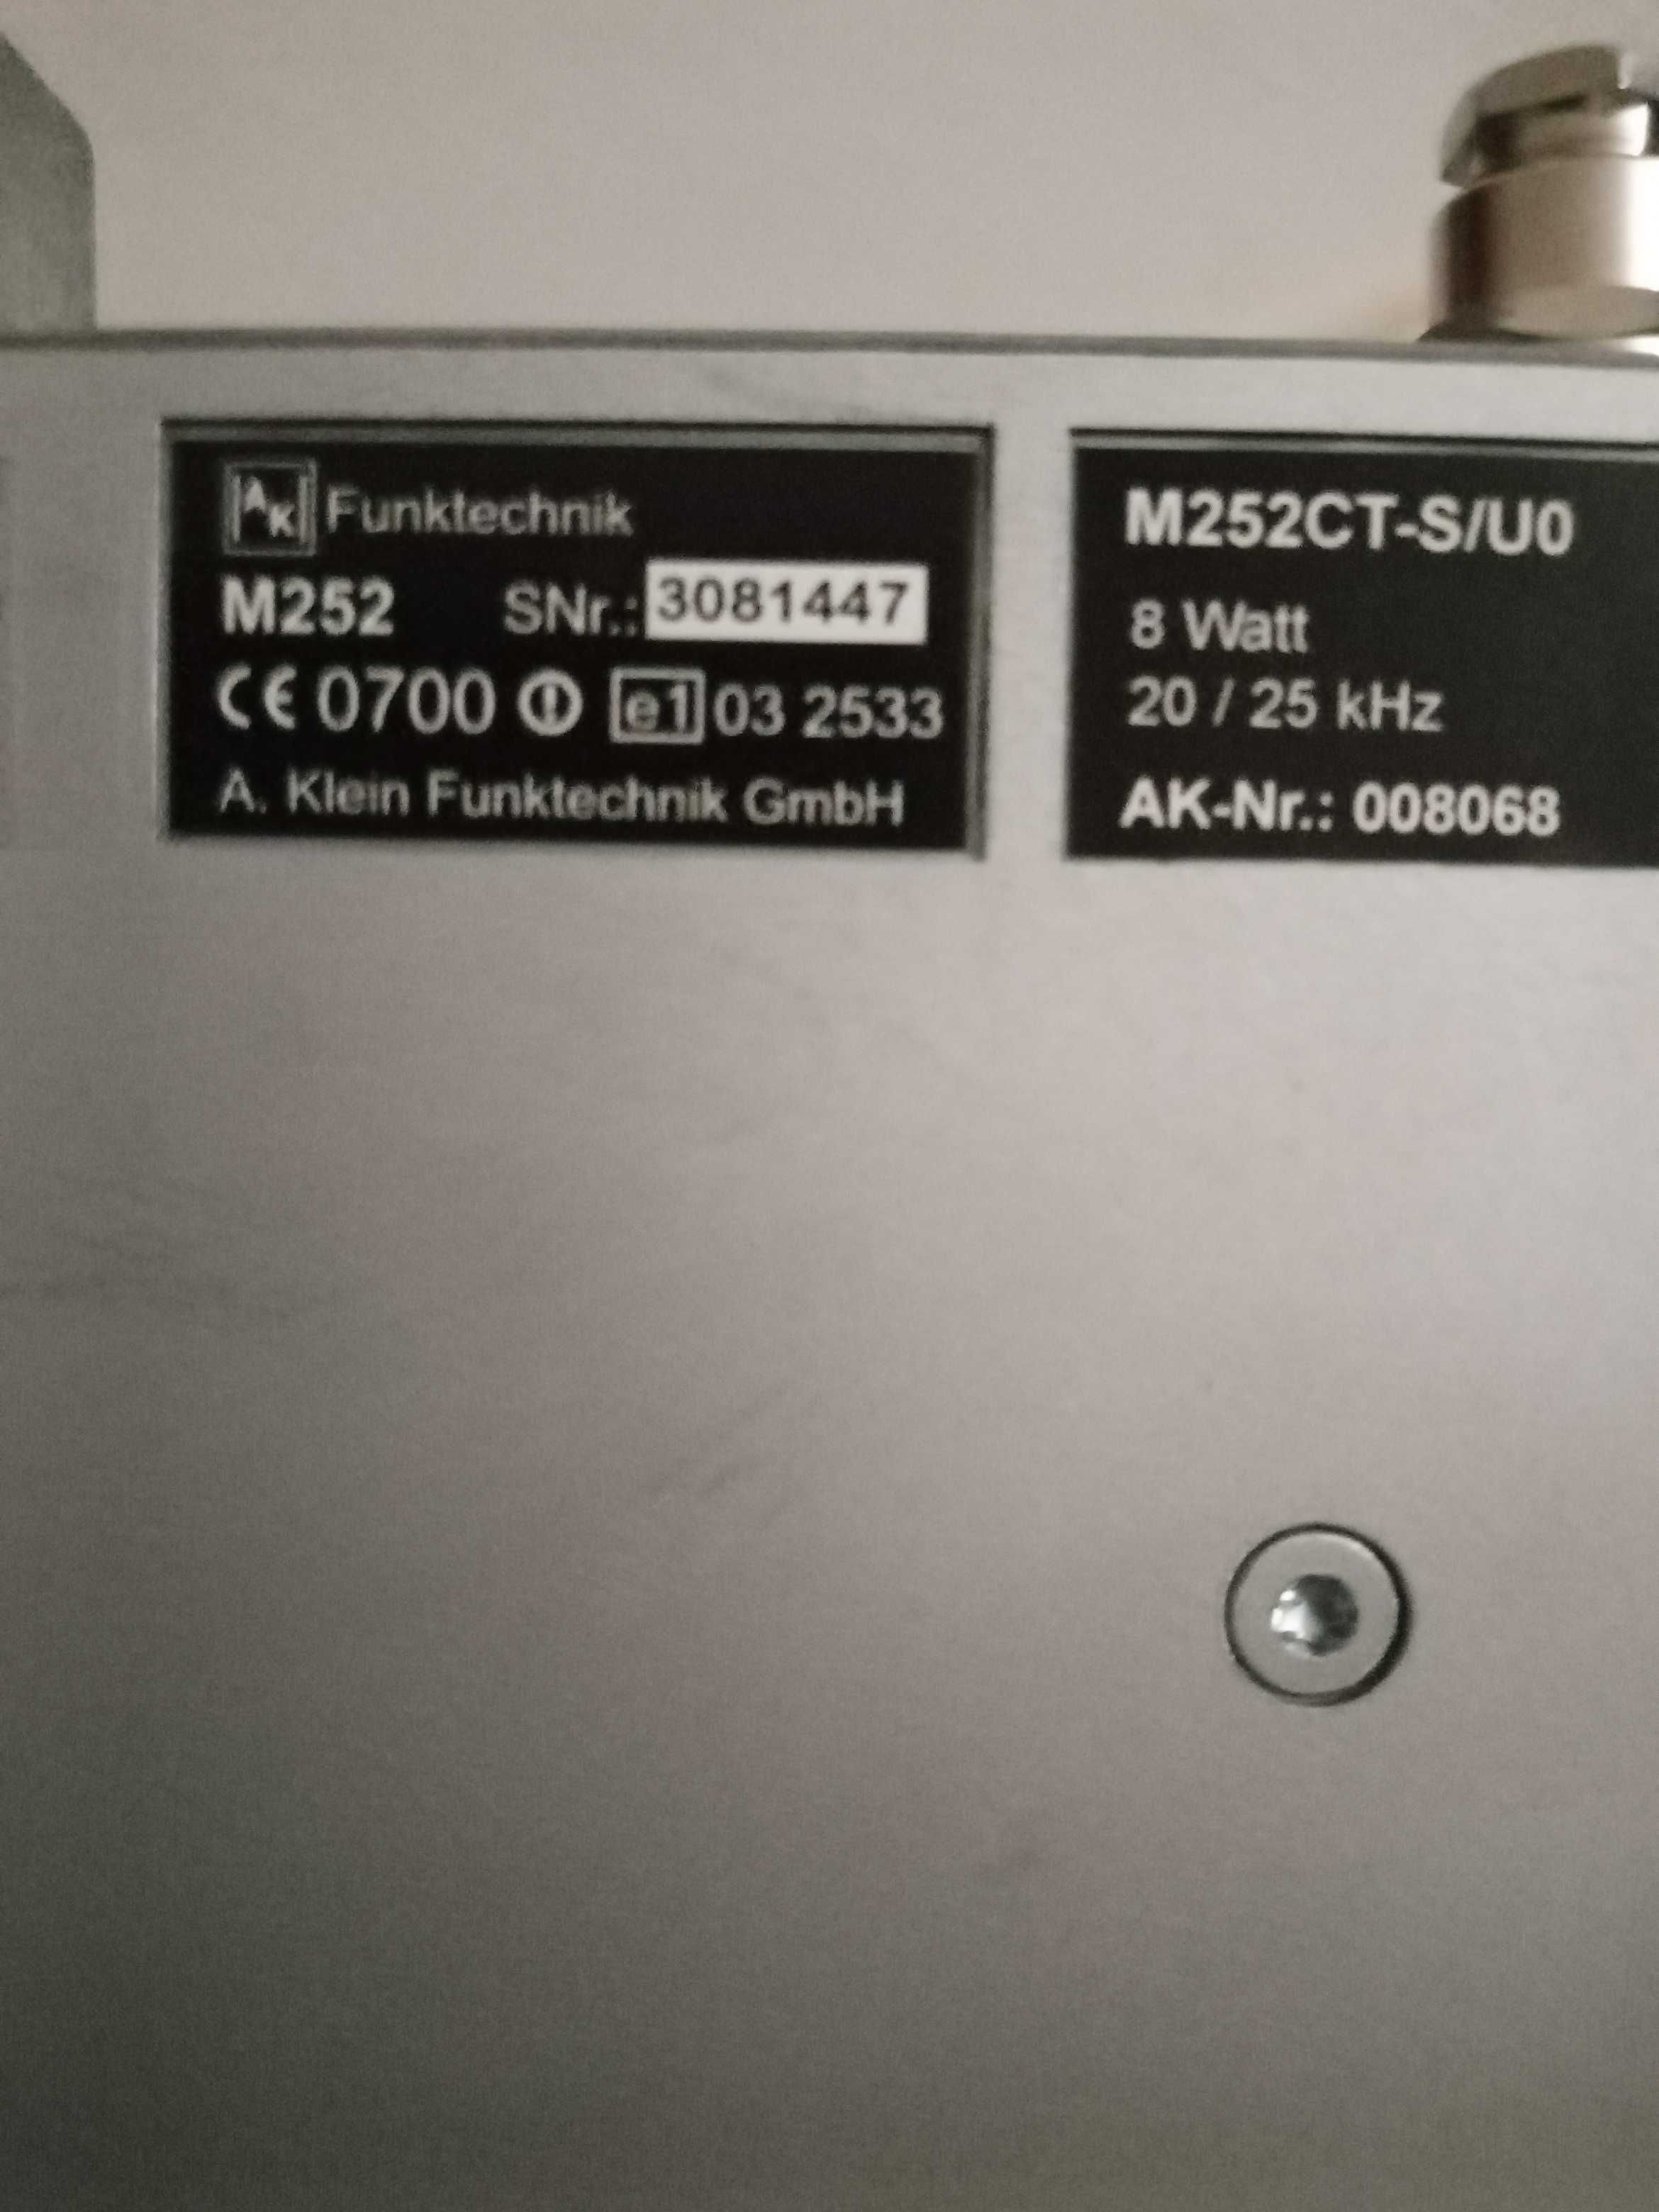 AK Funktechnik
M252 SNr.: 3081447
CE 0700 e1 03 2533
A. Klein Funktechnik GmbH
M252CT-S/U0
8 Watt
20 / 25 kHz
AK-Nr.: 008068